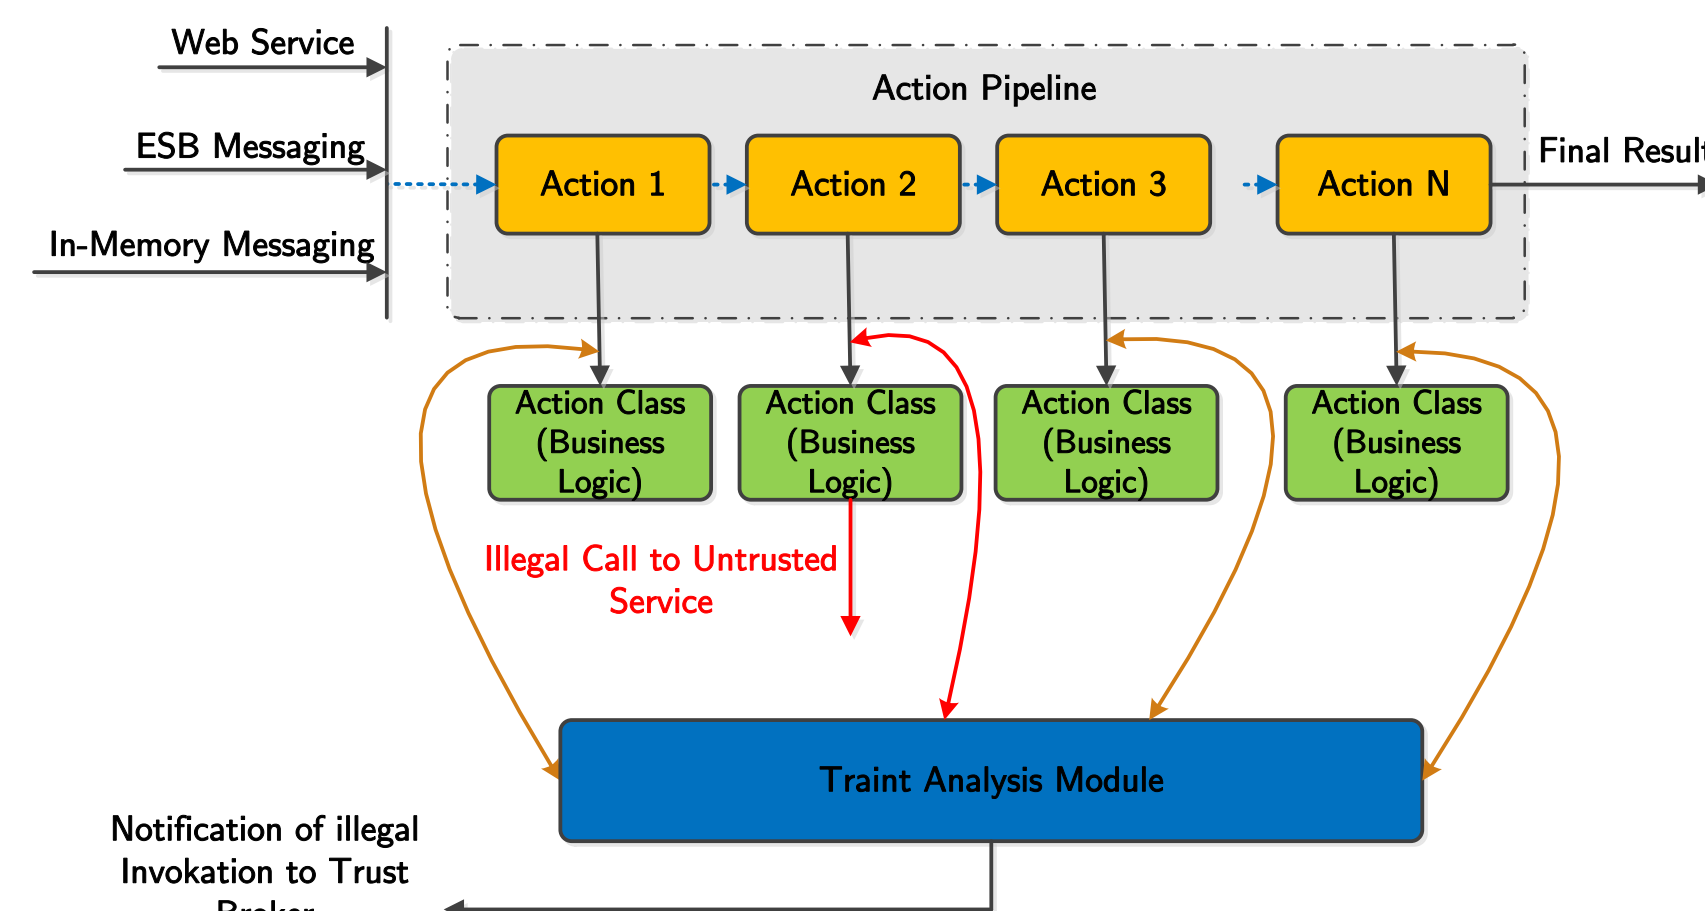 Web Service
Action Pipeline
ESB Messaging
Final Result
Action 1
Action 2
Action 3
Action N
In-Memory Messaging
Action Class
(Business
Logic)
Action Class
(Business
Logic)
Action Class
(Business
Logic)
Action Class
(Business
Logic)
Illegal Call to Untrusted
Service
Traint Analysis Module
Notification of illegal
Invokation to Trust
Broker